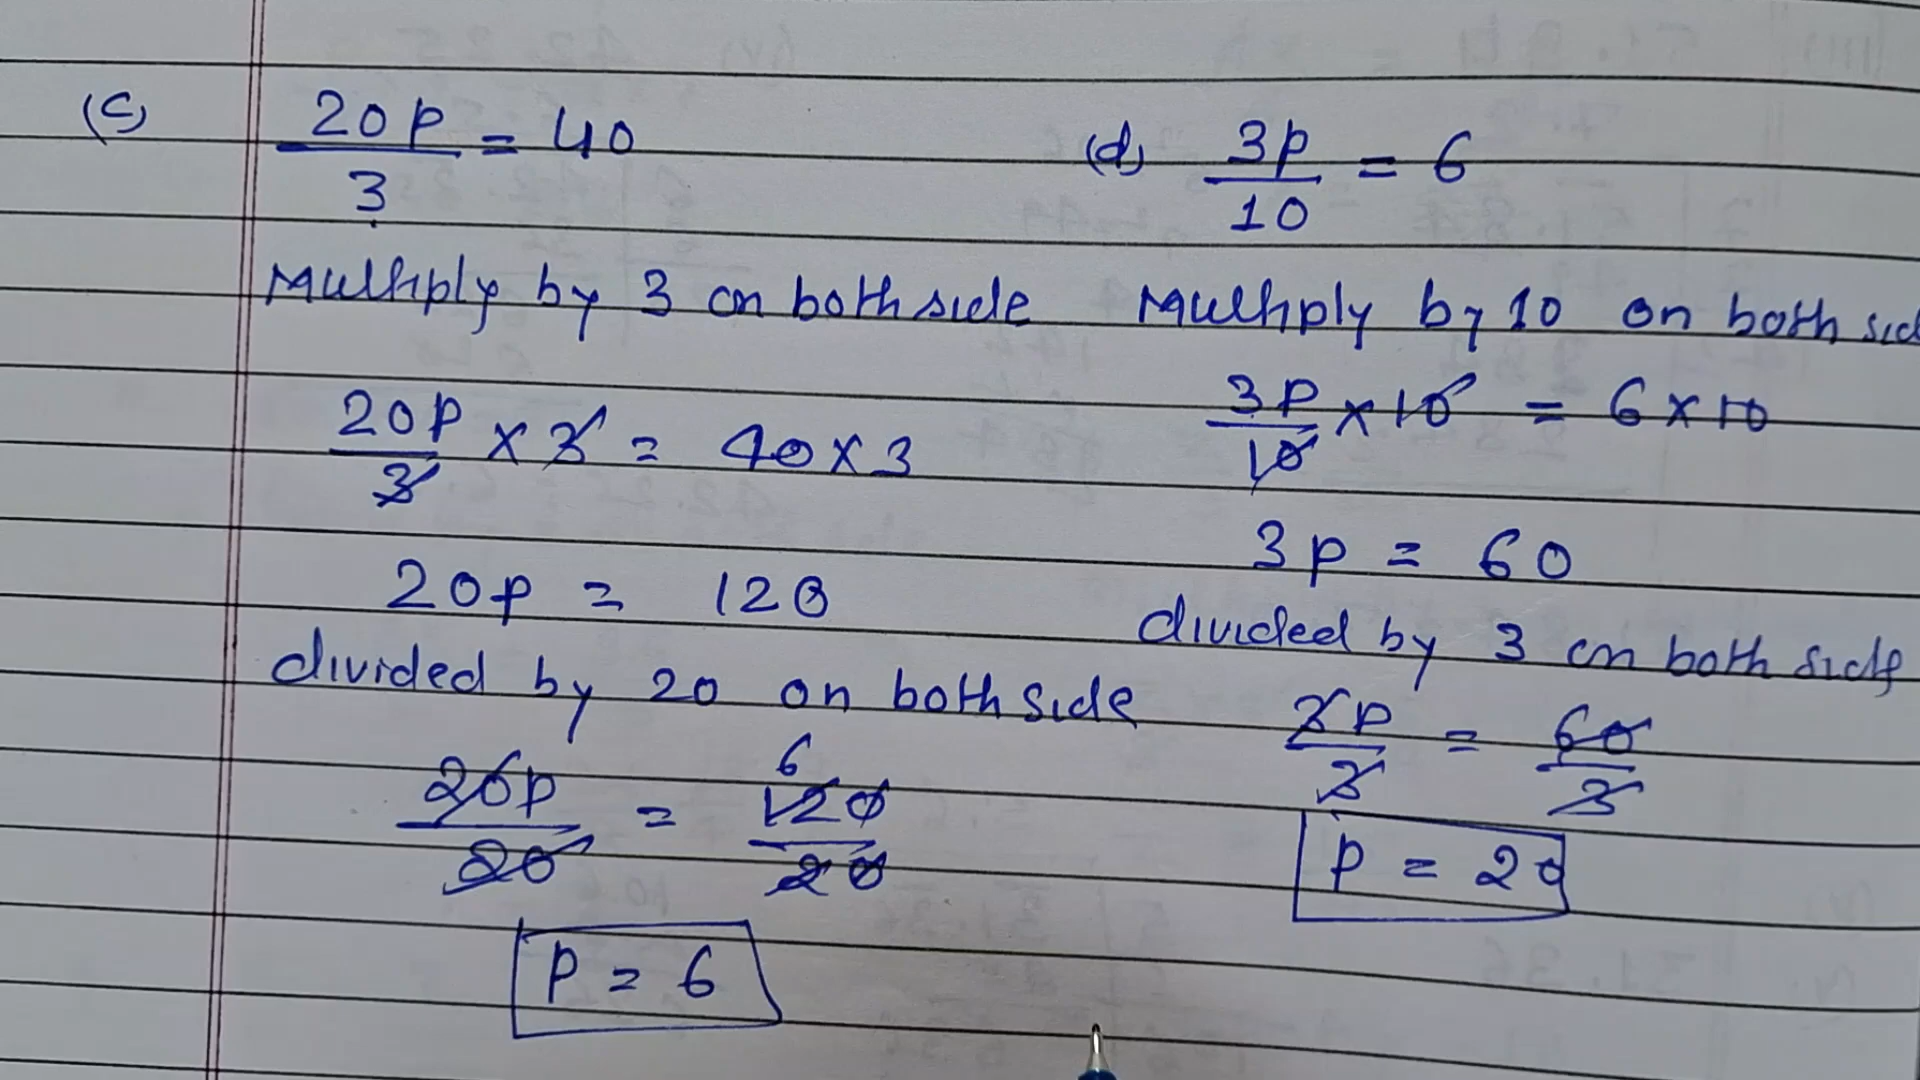 (c) 20p/3 = 40
Multiply by 3 on both side
20p/3 × 3 = 40×3
20p = 120
divided by 20 on both side
20p/20 = 120/20 6
P = 6
(d) 3p/10 = 6
Multiply by 10 on both sid
3p/10 × 10 = 6×10
3p = 60
divided by 3 on both side
3p/3 = 60/3
P = 20